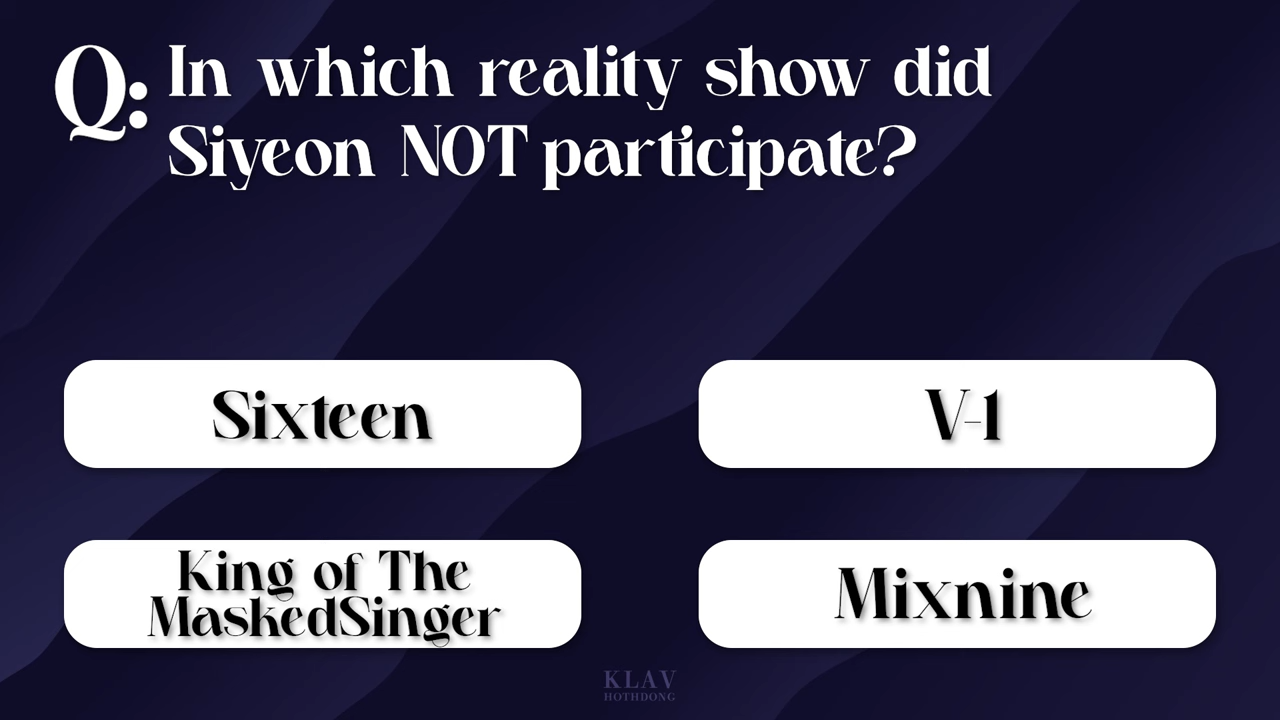 Q: In which reality show did
Siyeon NOT participate?
Sixteen
V-1
King of The
MaskedSinger
Mixnine
KLAV
HOTHDONG